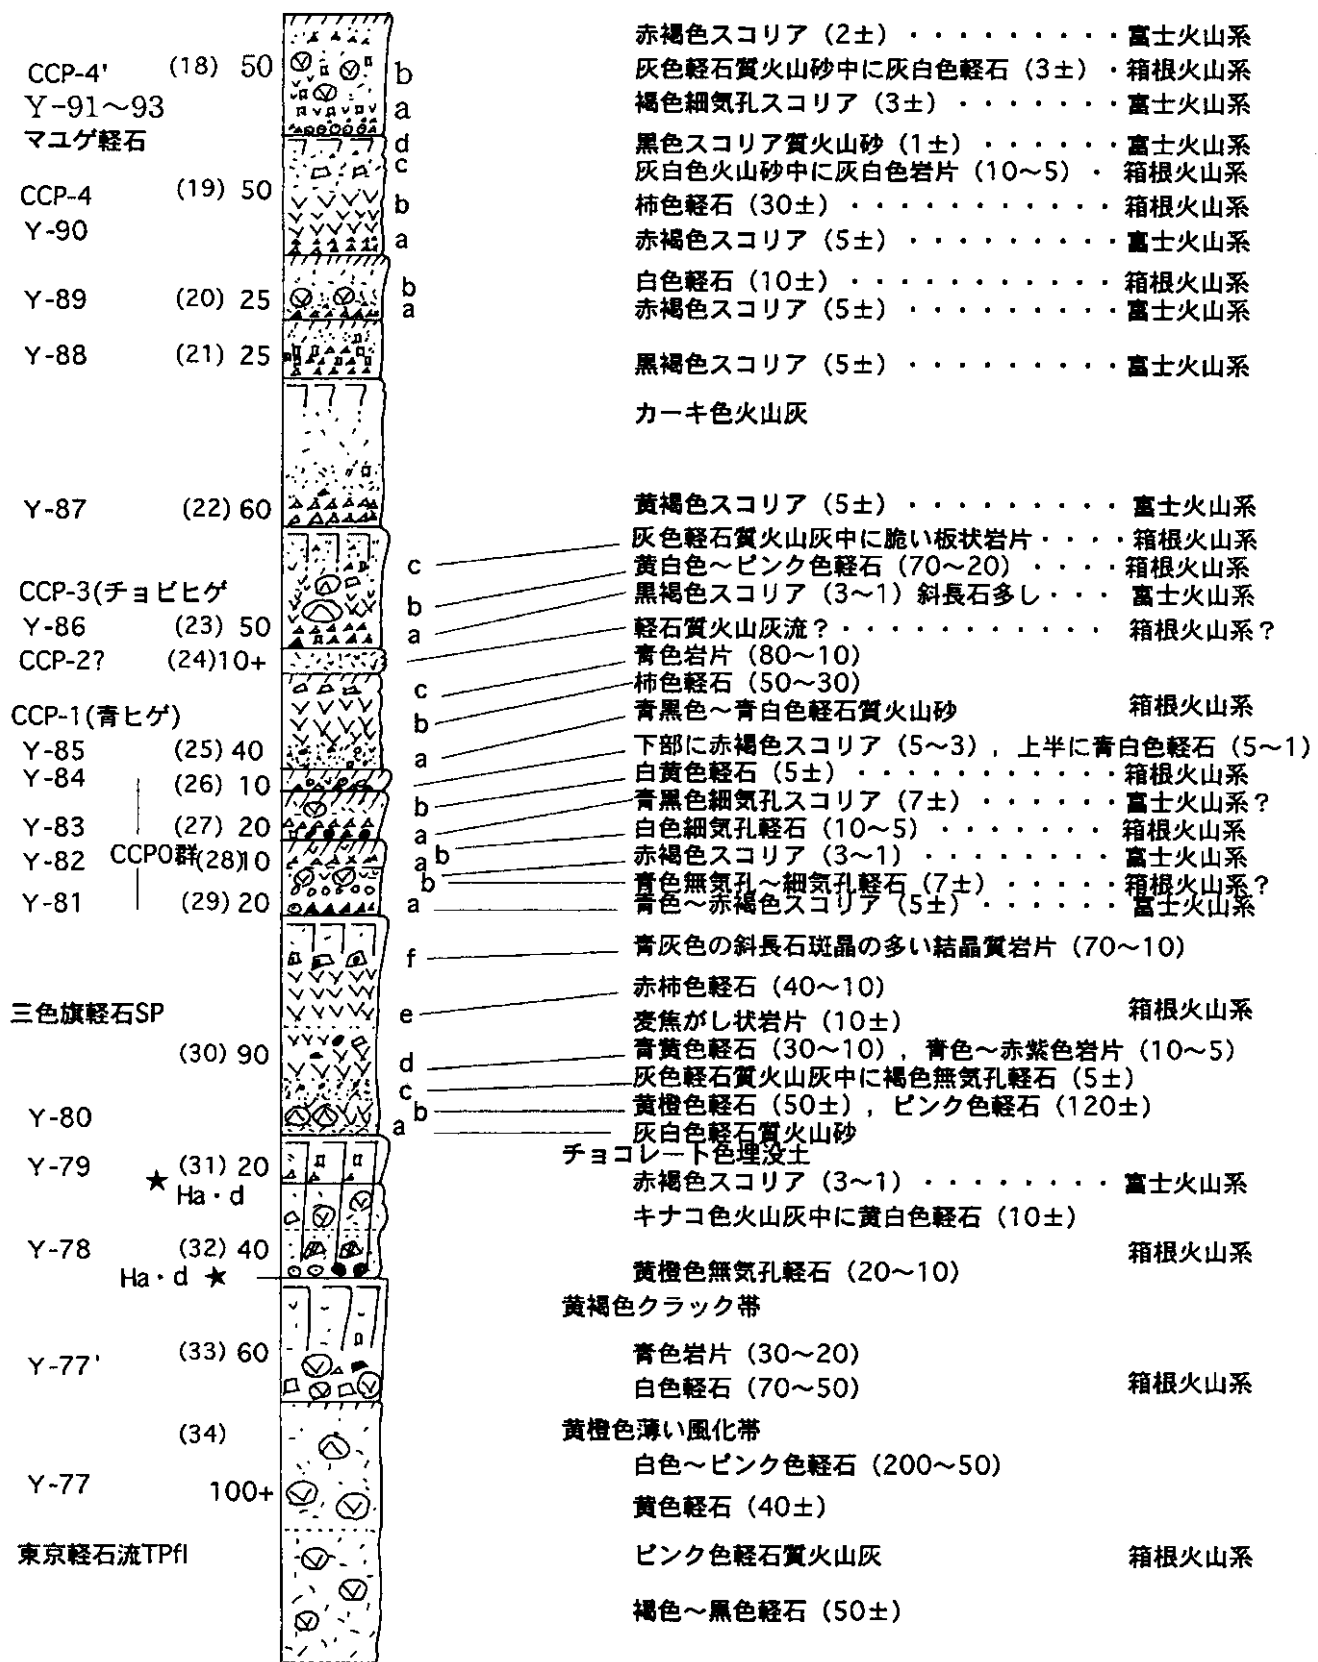 赤褐色スコリア（2±）・・・・・・・・・富士火山系
CCP-4' (18) 50 b 灰色軽石質火山砂中に灰白色軽石（3±）・箱根火山系
Y-91～93 a 褐色細気孔スコリア（3±）・・・・・・・富士火山系
マユゲ軽石 d 黒色スコリア質火山砂（1±）・・・・・・富士火山系
c 灰白色火山砂中に灰白色岩片（10～5）・ 箱根火山系
CCP-4 (19) 50 b 柿色軽石（30±）・・・・・・・・・・・箱根火山系
Y-90 a 赤褐色スコリア（5±）・・・・・・・・・富士火山系
b 白色軽石（10±）・・・・・・・・・・・箱根火山系
Y-89 (20) 25 a 赤褐色スコリア（5±）・・・・・・・・・富士火山系
Y-88 (21) 25 黒褐色スコリア（5±）・・・・・・・・・富士火山系
カーキ色火山灰
Y-87 (22) 60 黄褐色スコリア（5±）・・・・・・・・・富士火山系
c 灰色軽石質火山灰中に脆い板状岩片・・・・箱根火山系
b 黄白色～ピンク色軽石（70～20）・・・・箱根火山系
CCP-3(チョビヒゲ a 黒褐色スコリア（3～1）斜長石多し・・・ 富士火山系
Y-86 (23) 50
CCP-2? (24)10+ 軽石質火山灰流？・・・・・・・・・・・ 箱根火山系？
c 青色岩片（80～10）
b 柿色軽石（50～30）
CCP-1(青ヒゲ) a 青黒色～青白色軽石質火山砂 箱根火山系
Y-85 (25) 40
Y-84 (26) 10 下部に赤褐色スコリア（5～3），上半に青白色軽石（5～1）
b 白黄色軽石（5±）・・・・・・・・・・・箱根火山系
Y-83 (27) 20 a 青黒色細気孔スコリア（7±）・・・・・・富士火山系？
b 白色細気孔軽石（10～5）・・・・・・・箱根火山系
Y-82 CCP0群(28)10 a 赤褐色スコリア（3～1）・・・・・・・・富士火山系
b 青色無気孔～細気孔軽石（7±）・・・・・箱根火山系？
Y-81 (29) 20 a 青色～赤褐色スコリア（5±）・・・・・・富士火山系
f 青灰色の斜長石斑晶の多い結晶質岩片（70～10）
e 赤柿色軽石（40～10）
三色旗軽石SP 箱根火山系
麦焦がし状岩片（10±）
(30) 90 d 青黄色軽石（30～10），青色～赤紫色岩片（10～5）
c 灰色軽石質火山灰中に褐色無気孔軽石（5±）
Y-80 b 黄橙色軽石（50±），ピンク色軽石（120±）
a 灰白色軽石質火山砂
チョコレート色埋没土
Y-79 (31) 20 赤褐色スコリア（3～1）・・・・・・・・富士火山系
★ Ha・d
キナコ色火山灰中に黄白色軽石（10±）
Y-78 (32) 40 箱根火山系
Ha・d ★ 黄橙色無気孔軽石（20～10）
黄褐色クラック帯
Y-77' (33) 60 青色岩片（30～20）
白色軽石（70～50） 箱根火山系
(34) 黄橙色薄い風化帯
白色～ピンク色軽石（200～50）
Y-77 100+ 黄色軽石（40±）
東京軽石流TPfl ピンク色軽石質火山灰 箱根火山系
褐色～黒色軽石（50±）